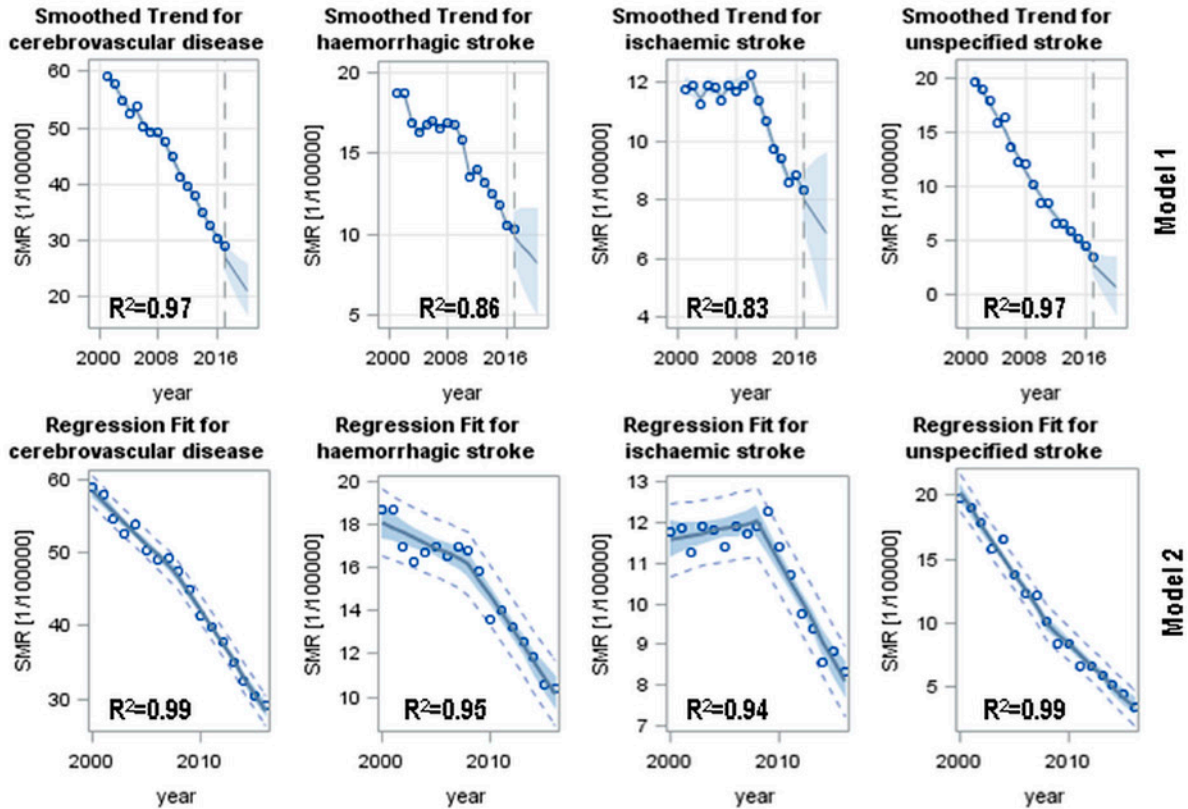 Smoothed Trend for
cerebrovascular disease
60
50
40
30
20
SMR {1/100000}
R²=0.97
2000 2008 2016
year
Smoothed Trend for
haemorrhagic stroke
20
15
10
5
SMR [1/100000]
R²=0.86
2000 2008 2016
year
Smoothed Trend for
ischaemic stroke
12
10
8
6
4
SMR [1/100000]
R²=0.83
2000 2008 2016
year
Smoothed Trend for
unspecified stroke
20
15
10
5
0
SMR [1/100000]
R²=0.97
2000 2008 2016
year
Model 1
Regression Fit for
cerebrovascular disease
60
50
40
30
SMR [1/100000]
R²=0.99
2000 2010
year
Regression Fit for
haemorrhagic stroke
20
18
16
14
12
10
SMR [1/100000]
R²=0.95
2000 2010
year
Regression Fit for
ischaemic stroke
13
12
11
10
9
8
7
SMR [1/100000]
R²=0.94
2000 2010
year
Regression Fit for
unspecified stroke
20
15
10
5
SMR [1/100000]
R²=0.99
2000 2010
year
Model 2